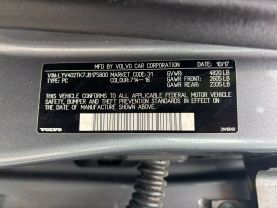 MFD. BY VOLVO CAR CORPORATION DATE: 10/17
VIN:LYV402TK7JB175800 MARKET CODE:31 GVWR: 4820 LB
TYPE: PC COLOUR:714-16 GAWR FRONT: 2605 LB
GAWR REAR: 2335 LB
THIS VEHICLE CONFORMS TO ALL APPLICABLE FEDERAL MOTOR VEHICLE
SAFETY, BUMPER, AND THEFT PREVENTION STANDARDS IN EFFECT ON THE DATE
OF MANUFACTURE SHOWN ABOVE.
VOLVO